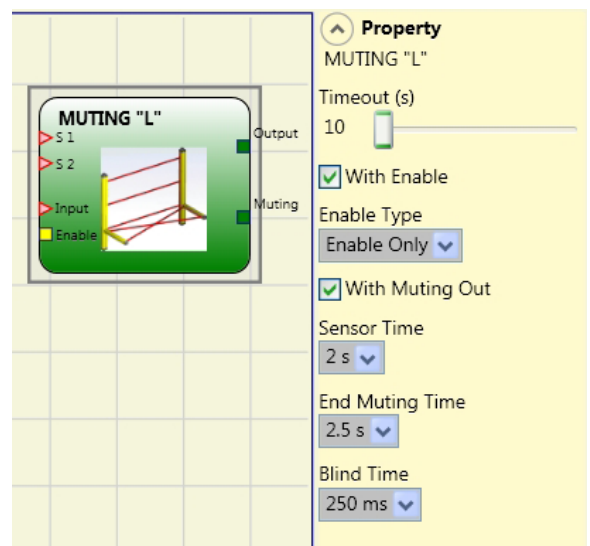 MUTING "L"
S 1
S 2
Input
Enable
Output
Muting
Property
MUTING "L"
Timeout (s)
10
With Enable
Enable Type
Enable Only
With Muting Out
Sensor Time
2 s
End Muting Time
2.5 s
Blind Time
250 ms